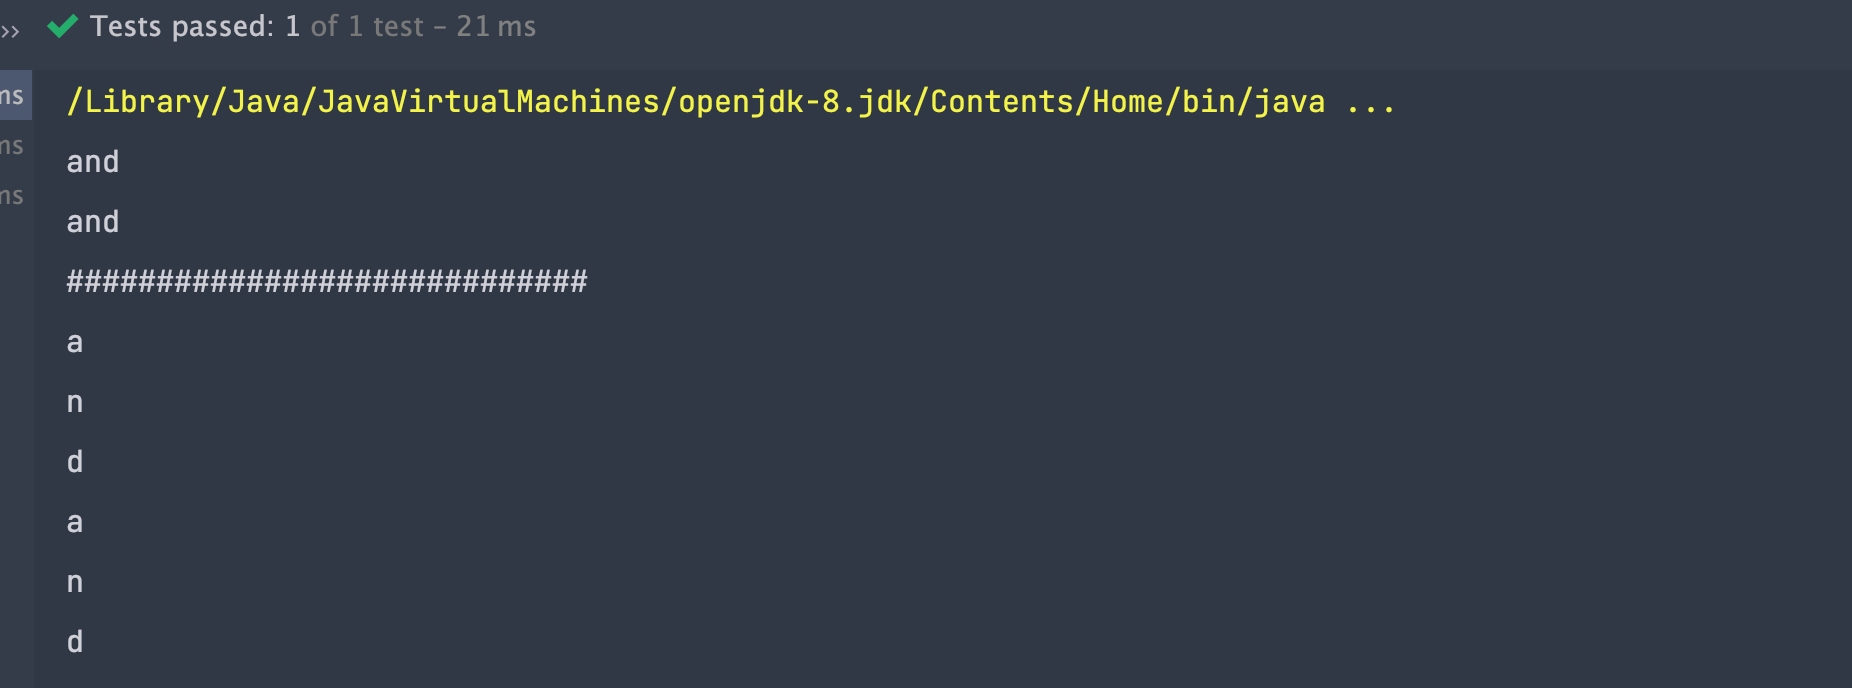 >>
Tests passed: 1 of 1 test – 21 ms
ms
/Library/Java/JavaVirtualMachines/openjdk-8.jdk/Contents/Home/bin/java ...
ms
and
ms
and
#############################
a
n
d
a
n
d